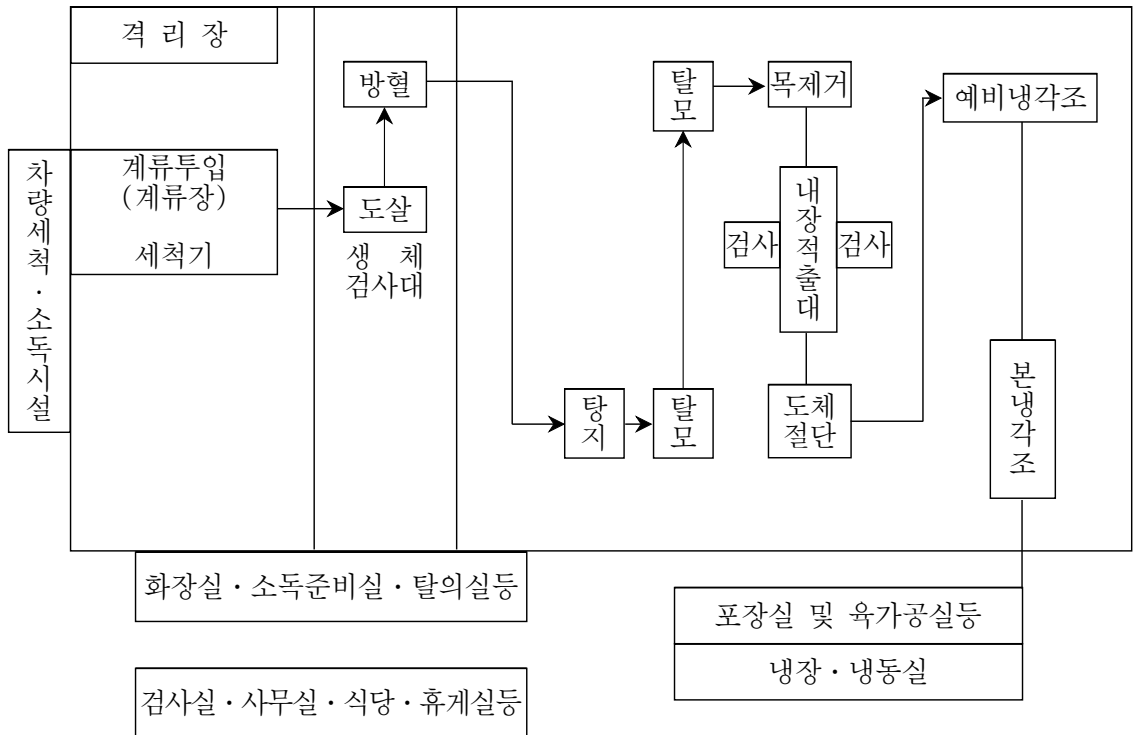 격 리 장
차량세척·소독시설
계류투입
(계류장)
세척기
방혈
도살
생 체
검사대
탕지
탈모
탈모
목제거
내장적출대
검사
검사
도체
절단
예비냉각조
본냉각조
화장실·소독준비실·탈의실등
검사실·사무실·식당·휴게실등
포장실 및 육가공실등
냉장·냉동실